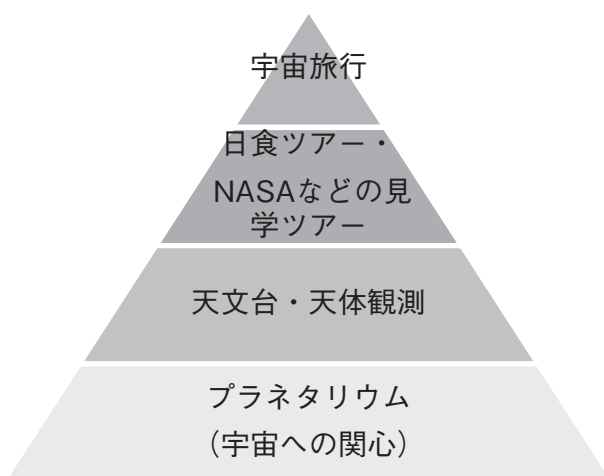 宇宙旅行
日食ツアー・
NASAなどの見
学ツアー
天文台・天体観測
プラネタリウム
(宇宙への関心)